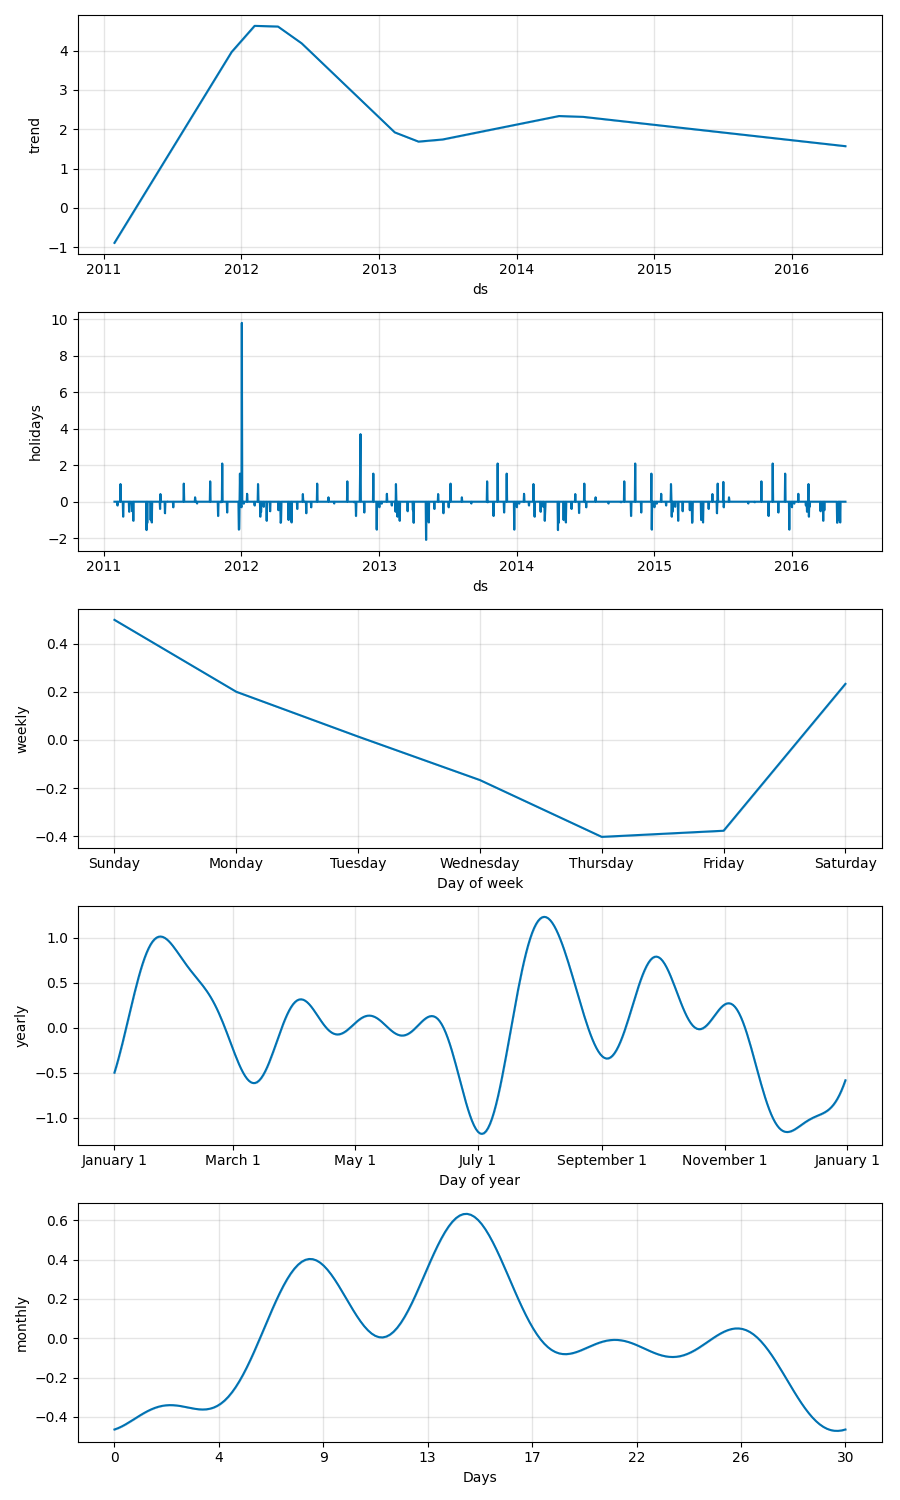 trend
4
3
2
1
0
−1
2011 2012 2013 2014 2015 2016
ds
holidays
10
8
6
4
2
0
−2
2011 2012 2013 2014 2015 2016
ds
weekly
0.4
0.2
0.0
−0.2
−0.4
Sunday Monday Tuesday Wednesday Thursday Friday Saturday
Day of week
yearly
1.0
0.5
0.0
−0.5
−1.0
January 1 March 1 May 1 July 1 September 1 November 1 January 1
Day of year
monthly
0.6
0.4
0.2
0.0
−0.2
−0.4
0 4 9 13 17 22 26 30
Days